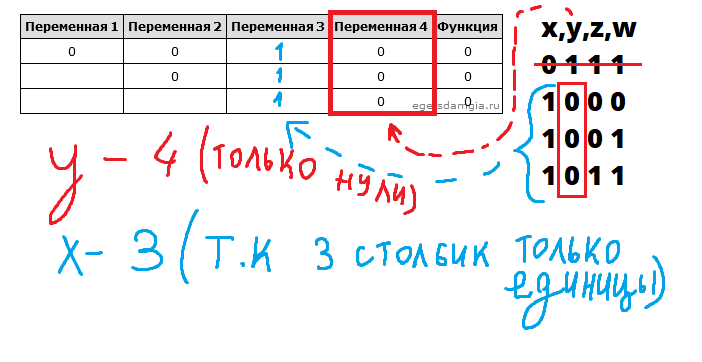 Переменная 1 Переменная 2 Переменная 3 Переменная 4 Функция
0 0 1 0 0
0 1 0 0
1 0 0
ege.sdamgia.ru
x,y,z,w
0 1 1 1
1 0 0 0
1 0 0 1
1 0 1 1
y - 4 (только нули)
x - 3 (т.к 3 столбик только единицы)